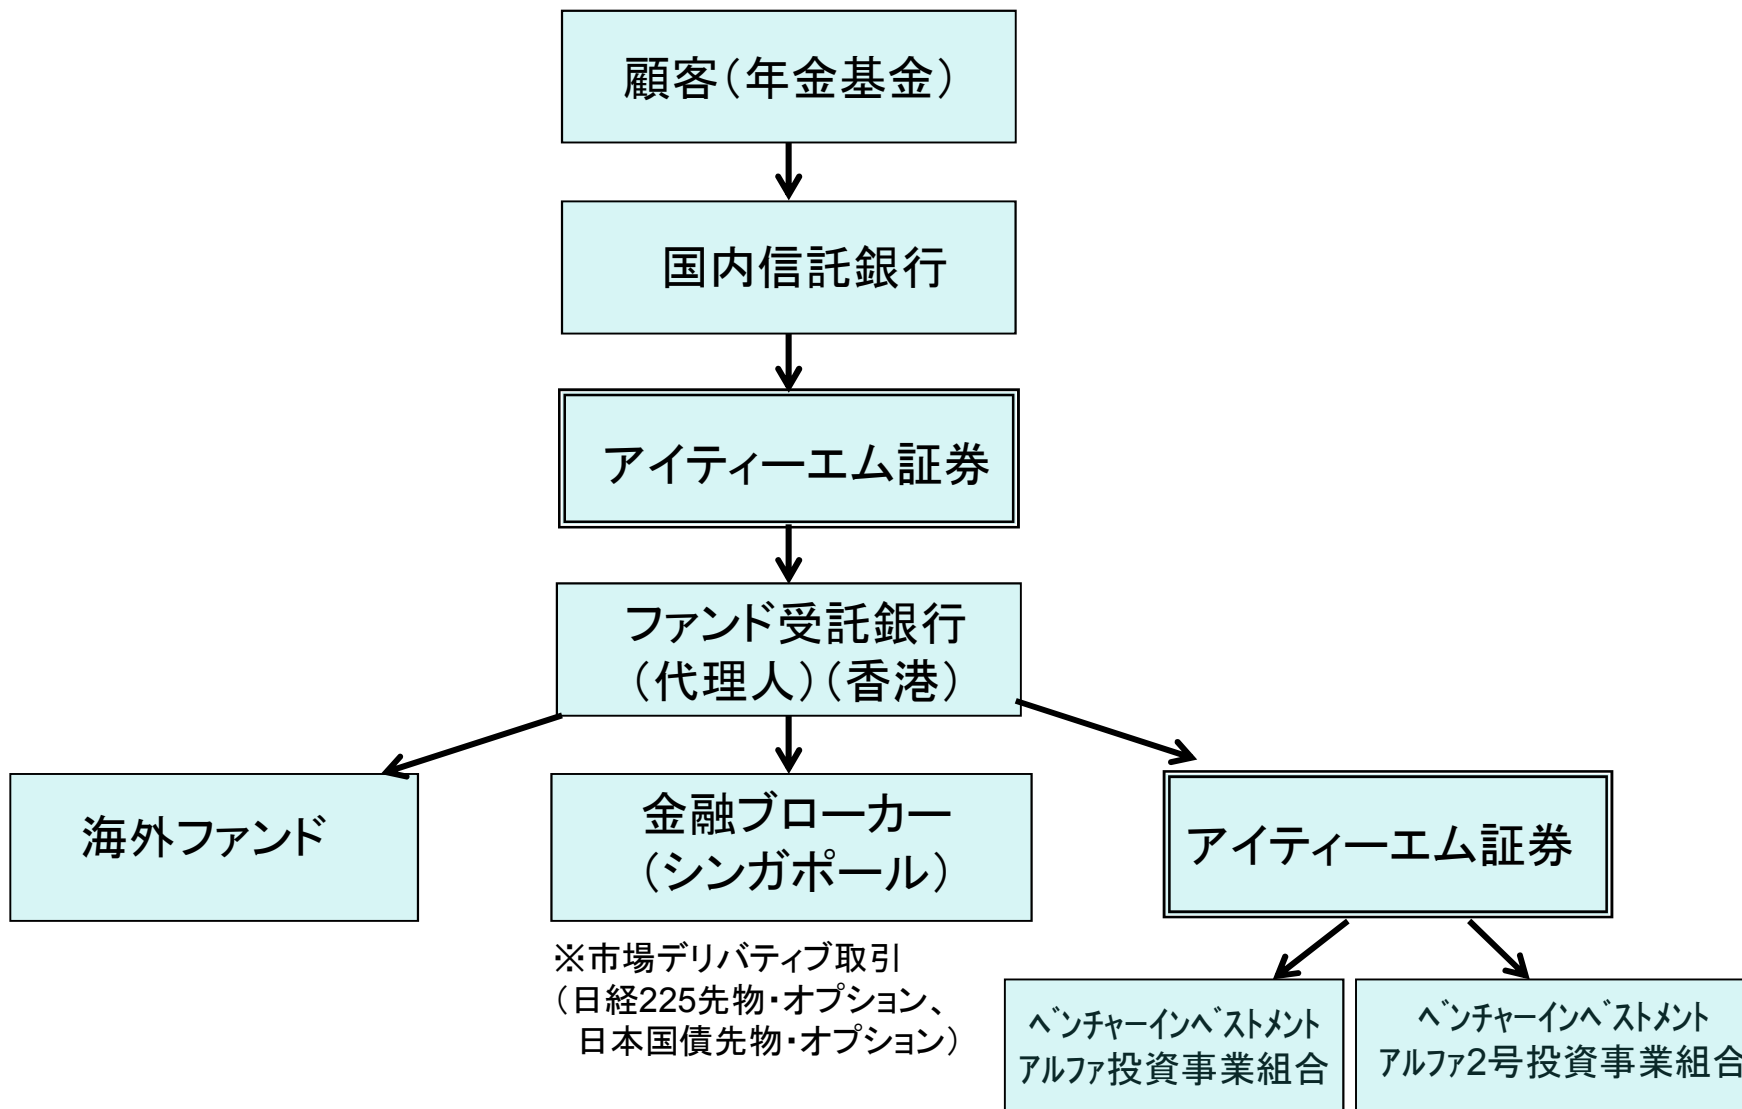 顧客（年金基金）
国内信託銀行
アイティーエム証券
ファンド受託銀行
（代理人）（香港）
海外ファンド
金融ブローカー
（シンガポール）
アイティーエム証券
※市場デリバティブ取引
（日経225先物・オプション、
日本国債先物・オプション）
ﾍﾞﾝﾁｬｰｲﾝﾍﾞｽﾄﾒﾝﾄ
ｱﾙﾌｧ投資事業組合
ﾍﾞﾝﾁｬｰｲﾝﾍﾞｽﾄﾒﾝﾄ
ｱﾙﾌｧ2号投資事業組合